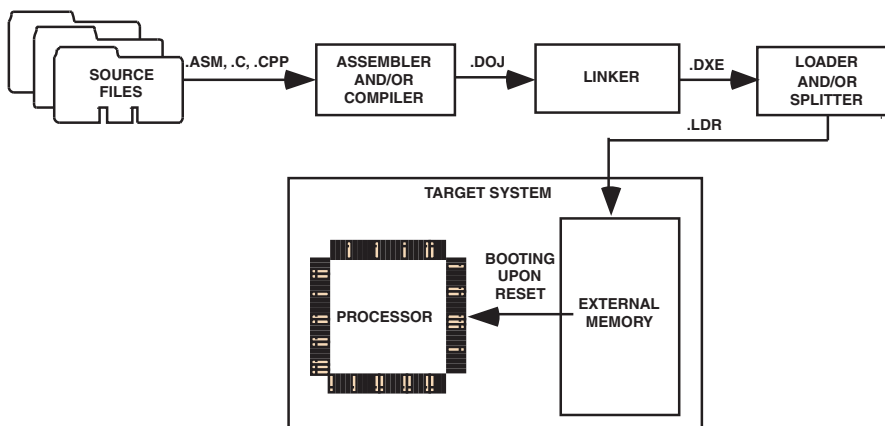 SOURCE
FILES
.ASM, .C, .CPP
ASSEMBLER
AND/OR
COMPILER
.DOJ
LINKER
.DXE
LOADER
AND/OR
SPLITTER
.LDR
TARGET SYSTEM
PROCESSOR
BOOTING
UPON
RESET
EXTERNAL
MEMORY